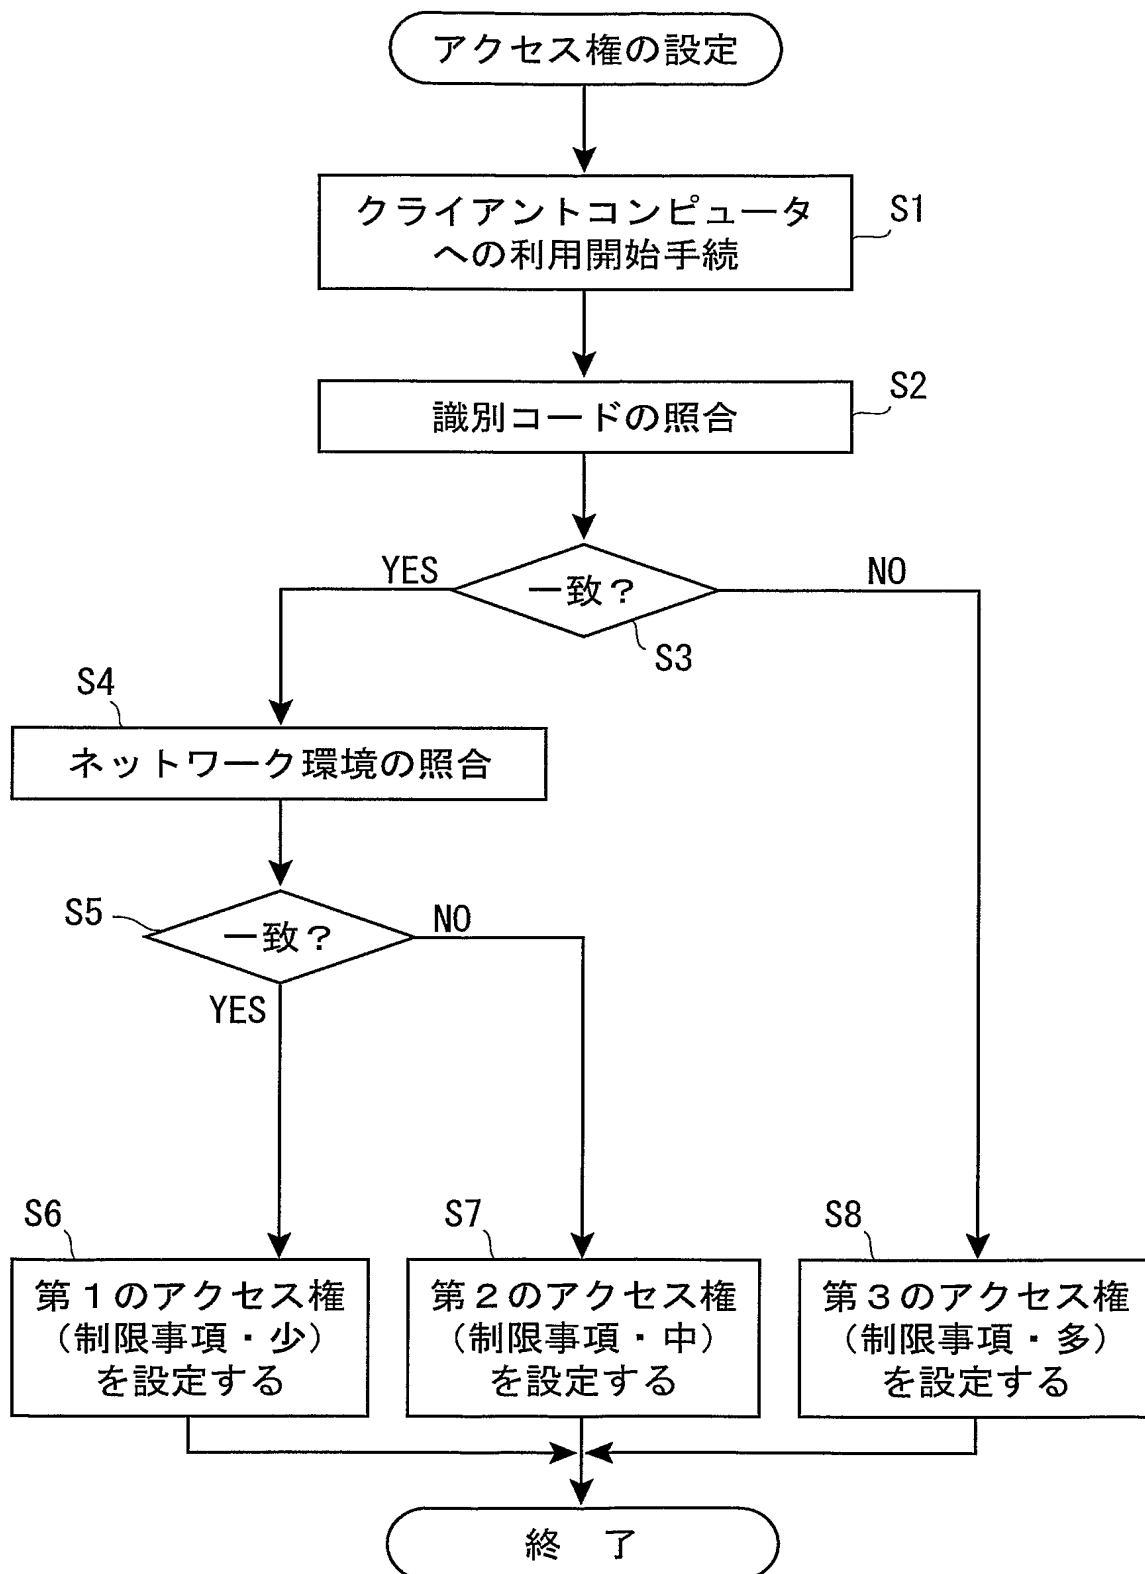 アクセス権の設定
クライアントコンピュータ
への利用開始手続
S1
識別コードの照合
S2
一致？
YES
NO
S3
S4
ネットワーク環境の照合
S5
一致？
NO
YES
S6
第１のアクセス権
（制限事項・少）
を設定する
S7
第２のアクセス権
（制限事項・中）
を設定する
S8
第３のアクセス権
（制限事項・多）
を設定する
終　了